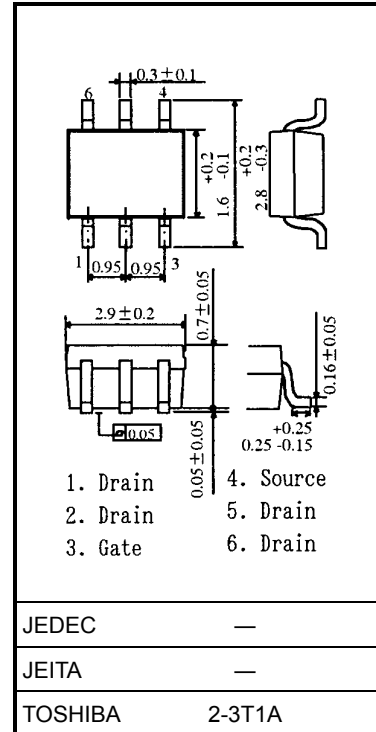 0.3±0.1
6 4
+0.2
1.6 -0.1
+0.2
2.8 -0.3
1 0.95 0.95 3
2.9±0.2
0.7±0.05
0.16±0.05
0.05
0.05±0.05
+0.25
0.25 -0.15
1. Drain
2. Drain
3. Gate
4. Source
5. Drain
6. Drain
JEDEC —
JEITA —
TOSHIBA 2-3T1A